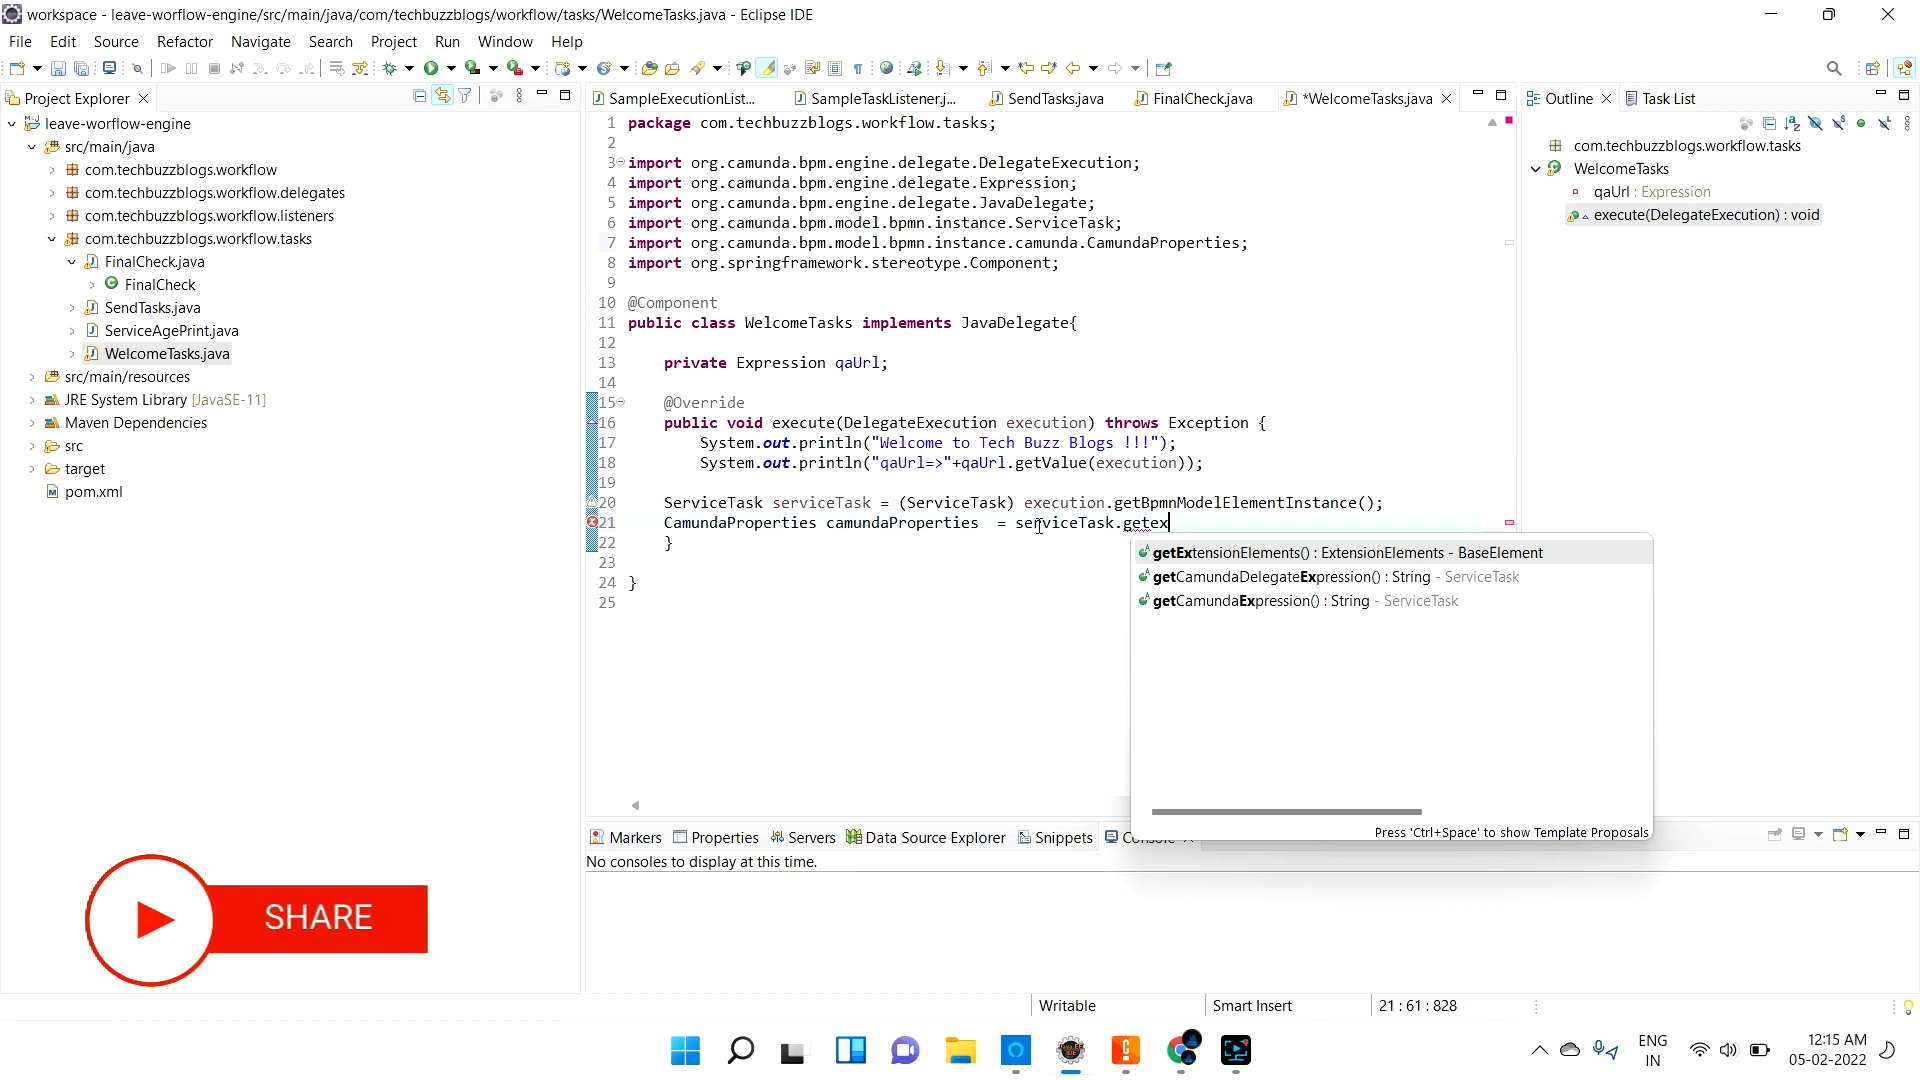 workspace - leave-worflow-engine/src/main/java/com/techbuzzblogs/workflow/tasks/WelcomeTasks.java - Eclipse IDE
File Edit Source Refactor Navigate Search Project Run Window Help
Project Explorer
leave-worflow-engine
src/main/java
com.techbuzzblogs.workflow
com.techbuzzblogs.workflow.delegates
com.techbuzzblogs.workflow.listeners
com.techbuzzblogs.workflow.tasks
FinalCheck.java
FinalCheck
SendTasks.java
ServiceAgePrint.java
WelcomeTasks.java
src/main/resources
JRE System Library [JavaSE-11]
Maven Dependencies
src
target
pom.xml
SHARE
SampleExecutionList... SampleTaskListener.j... SendTasks.java FinalCheck.java *WelcomeTasks.java
1 package com.techbuzzblogs.workflow.tasks;
2
3 import org.camunda.bpm.engine.delegate.DelegateExecution;
4 import org.camunda.bpm.engine.delegate.Expression;
5 import org.camunda.bpm.engine.delegate.JavaDelegate;
6 import org.camunda.bpm.model.bpmn.instance.ServiceTask;
7 import org.camunda.bpm.model.bpmn.instance.camunda.CamundaProperties;
8 import org.springframework.stereotype.Component;
9
10 @Component
11 public class WelcomeTasks implements JavaDelegate{
12
13 private Expression qaUrl;
14
15 @Override
16 public void execute(DelegateExecution execution) throws Exception {
17 System.out.println("Welcome to Tech Buzz Blogs !!!");
18 System.out.println("qaUrl=>"+qaUrl.getValue(execution));
19
20 ServiceTask serviceTask = (ServiceTask) execution.getBpmnModelElementInstance();
21 CamundaProperties camundaProperties = serviceTask.getex
22 }
23
24 }
25
getExtensionElements() : ExtensionElements - BaseElement
getCamundaDelegateExpression() : String - ServiceTask
getCamundaExpression() : String - ServiceTask
Press 'Ctrl+Space' to show Template Proposals
Outline Task List
com.techbuzzblogs.workflow.tasks
WelcomeTasks
qaUrl : Expression
execute(DelegateExecution) : void
Markers Properties Servers Data Source Explorer Snippets Console
No consoles to display at this time.
Writable Smart Insert 21 : 61 : 828
ENG
IN
12:15 AM
05-02-2022